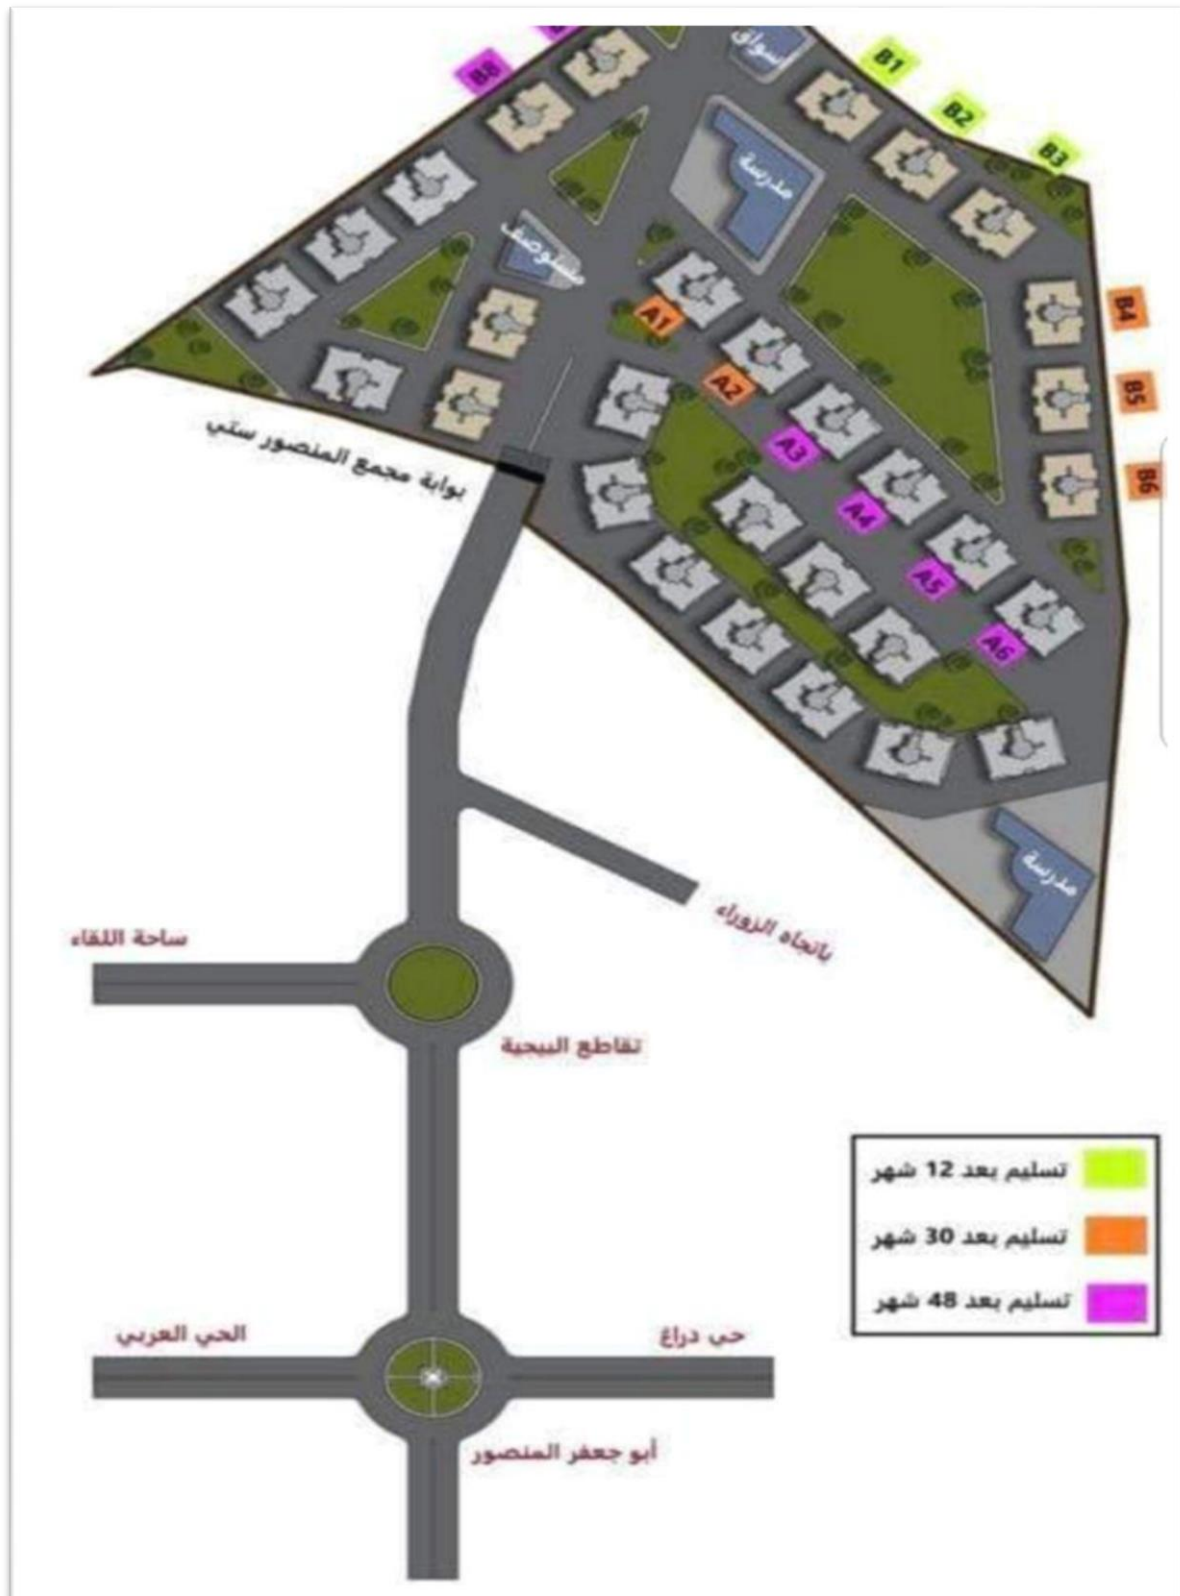 أسواق
B8
B1
B2
B3
مدرسة
مستوصف
A1
A2
A3
A4
A5
A6
B4
B5
B6
بوابة مجمع المنصور ستي
مدرسة
باتجاه الزوراء
ساحة اللقاء
تقاطع البيجية
تسليم بعد 12 شهر
تسليم بعد 30 شهر
تسليم بعد 48 شهر
الحي العربي
حي دراغ
أبو جعفر المنصور